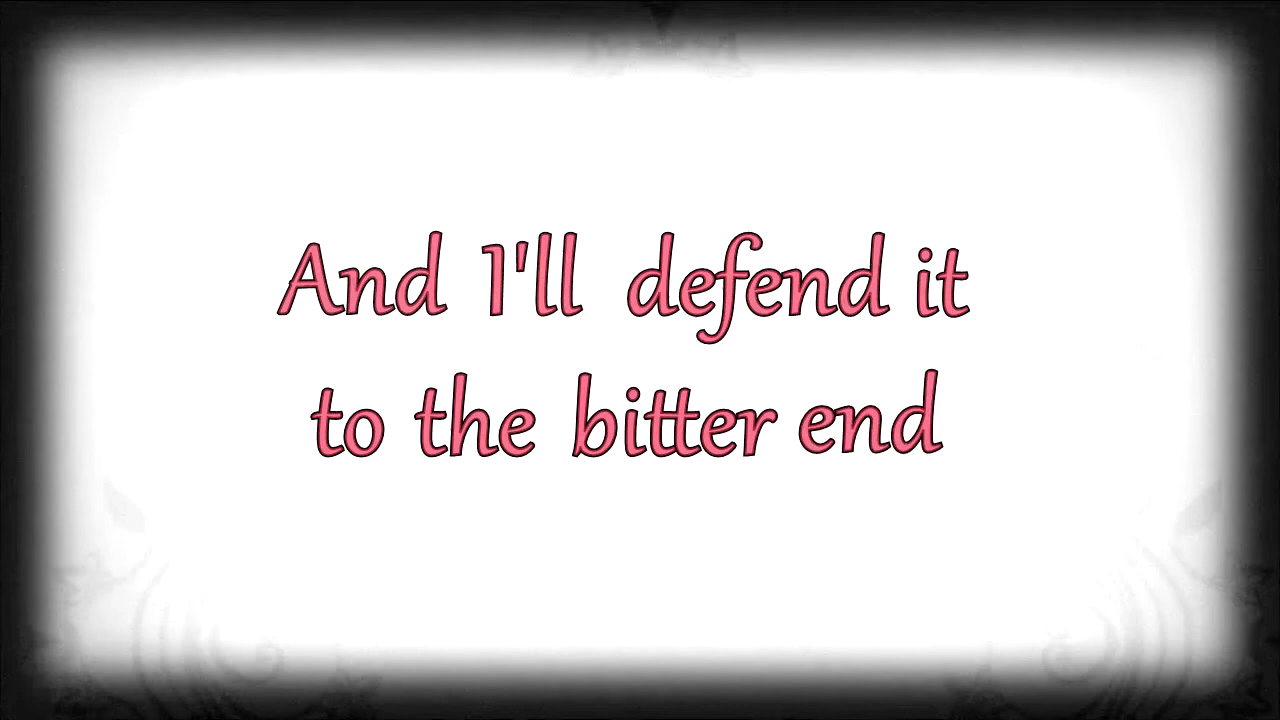 And I'll defend it
to the bitter end